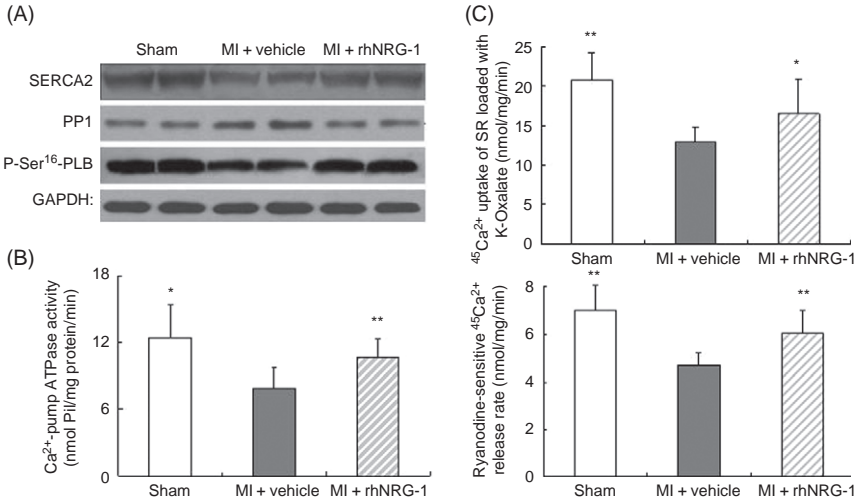 (A)
Sham MI + vehicle MI + rhNRG-1
SERCA2
PP1
P-Ser¹⁶-PLB
GAPDH:
(B)
Ca²⁺-pump ATPase activity
(nmol Pil/mg protein/min)
18
12
6
0
*
**
Sham MI + vehicle MI + rhNRG-1
(C)
⁴⁵Ca²⁺ uptake of SR loaded with
K-Oxalate (nmol/mg/min)
25
20
15
10
5
0
**
*
Sham MI + vehicle MI + rhNRG-1
Ryanodine-sensitive ⁴⁵Ca²⁺
release rate (nmol/mg/min)
8
6
4
2
0
**
**
Sham MI + vehicle MI + rhNRG-1